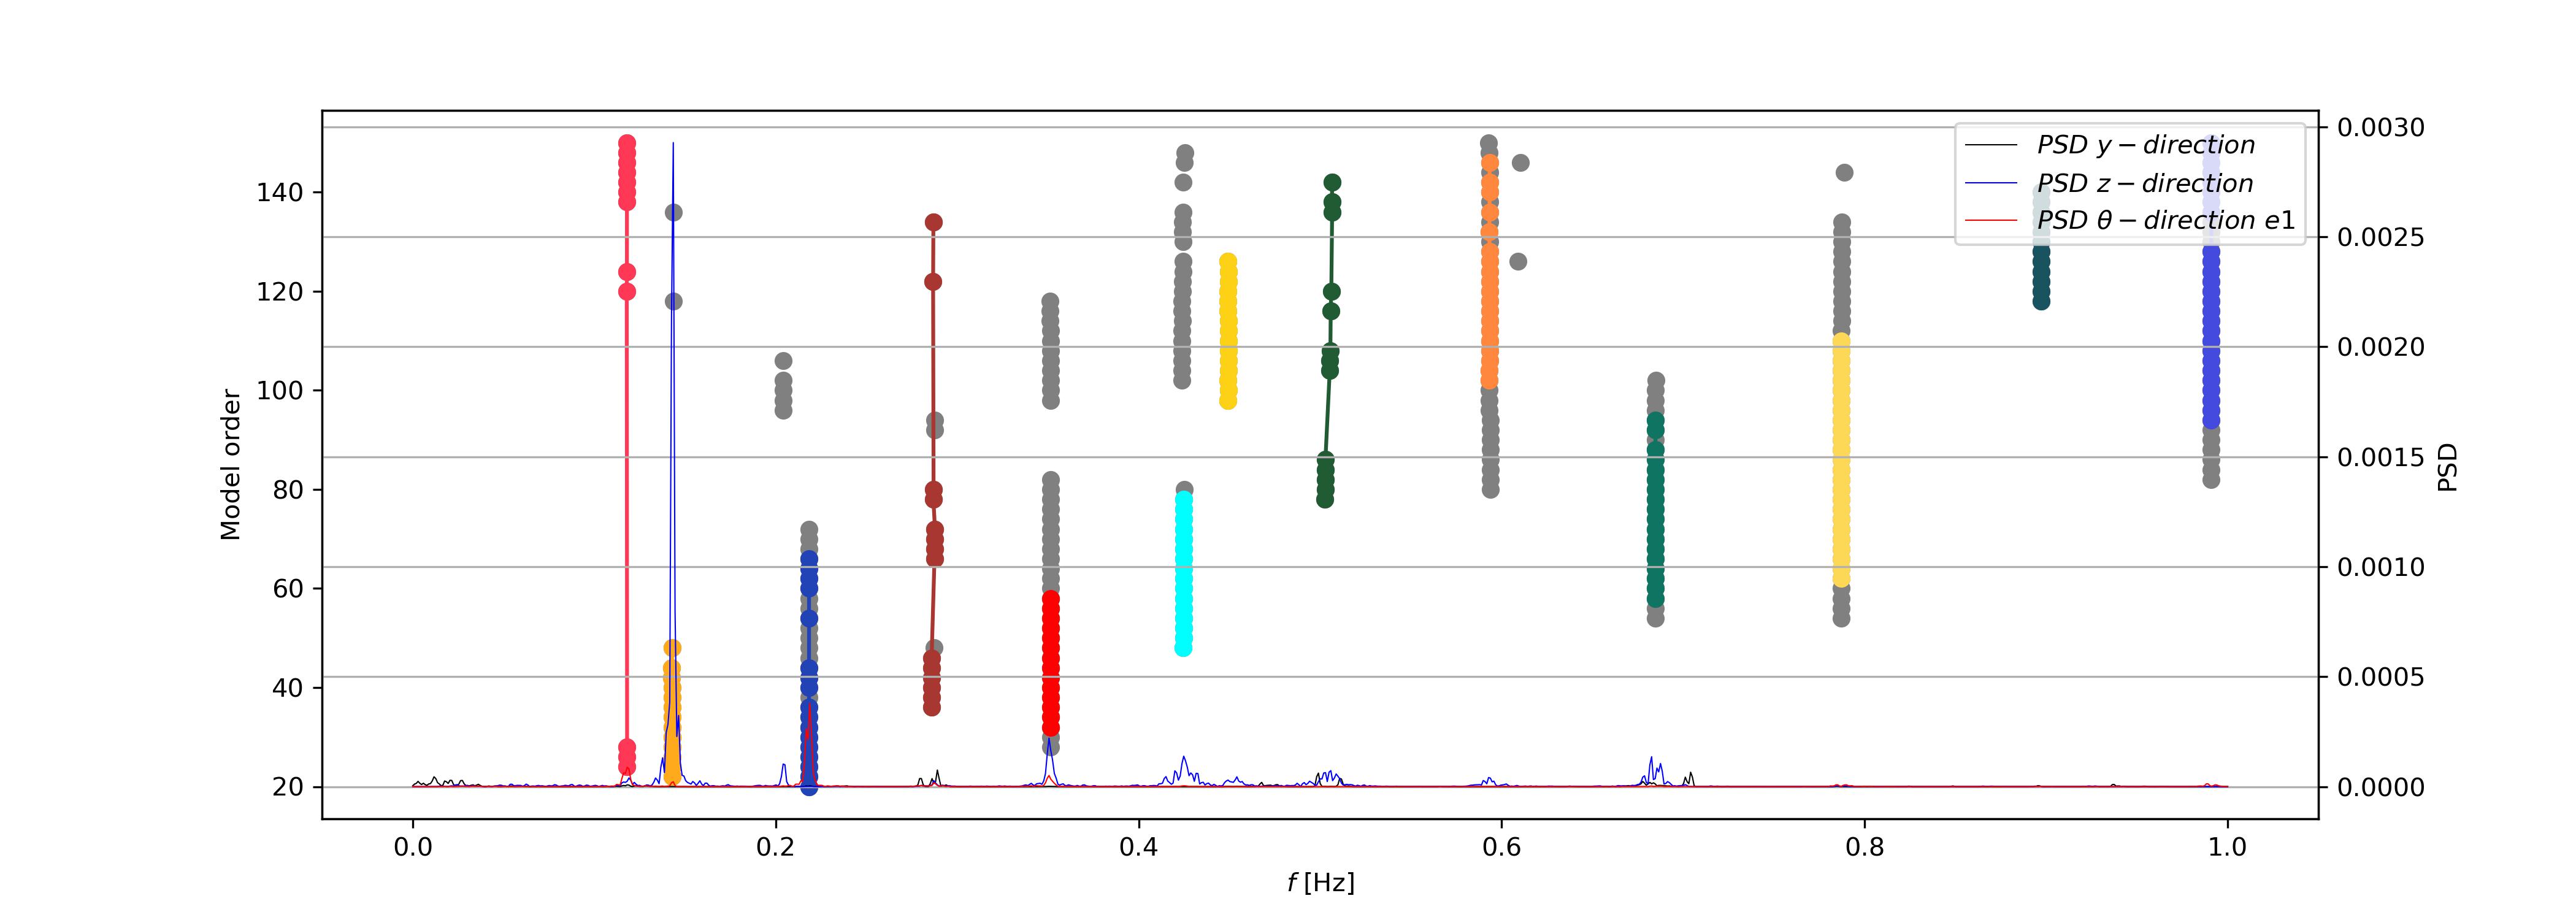 PSD y − direction
PSD z − direction
PSD θ − direction e1
Model order
140
120
100
80
60
40
20
0.0030
0.0025
0.0020
0.0015
0.0010
0.0005
0.0000
PSD
0.0 0.2 0.4 0.6 0.8 1.0
f [Hz]